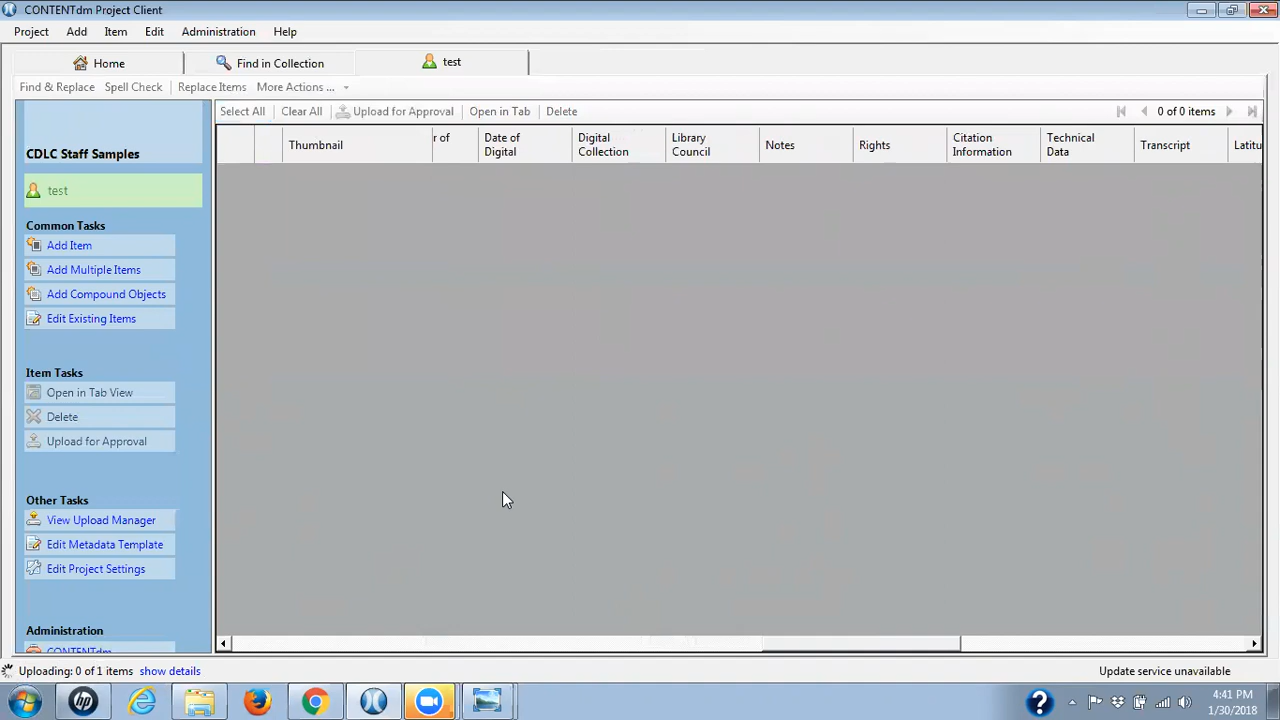 CONTENTdm Project Client
Project Add Item Edit Administration Help
Home Find in Collection test
Find & Replace Spell Check Replace Items More Actions ...
Select All Clear All Upload for Approval Open in Tab Delete 0 of 0 items
Thumbnail r of Date of Digital Digital Collection Library Council Notes Rights Citation Information Technical Data Transcript Latitu
CDLC Staff Samples
test
Common Tasks
Add Item
Add Multiple Items
Add Compound Objects
Edit Existing Items
Item Tasks
Open in Tab View
Delete
Upload for Approval
Other Tasks
View Upload Manager
Edit Metadata Template
Edit Project Settings
Administration
CONTENTdm
Uploading: 0 of 1 items show details Update service unavailable
4:41 PM
1/30/2018